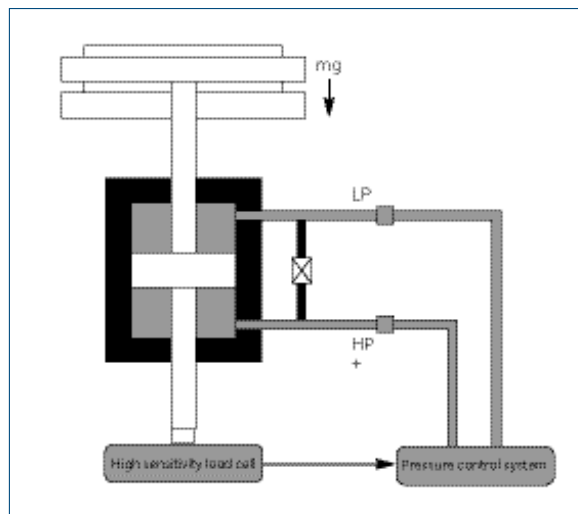 mg
LP
HP
+
High sensitivity load cell
Pressure control system